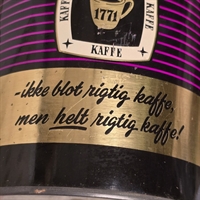 KAFFE
1771
KAFFE
KAFFE
-ikke blot rigtig kaffe,
men helt rigtig kaffe!